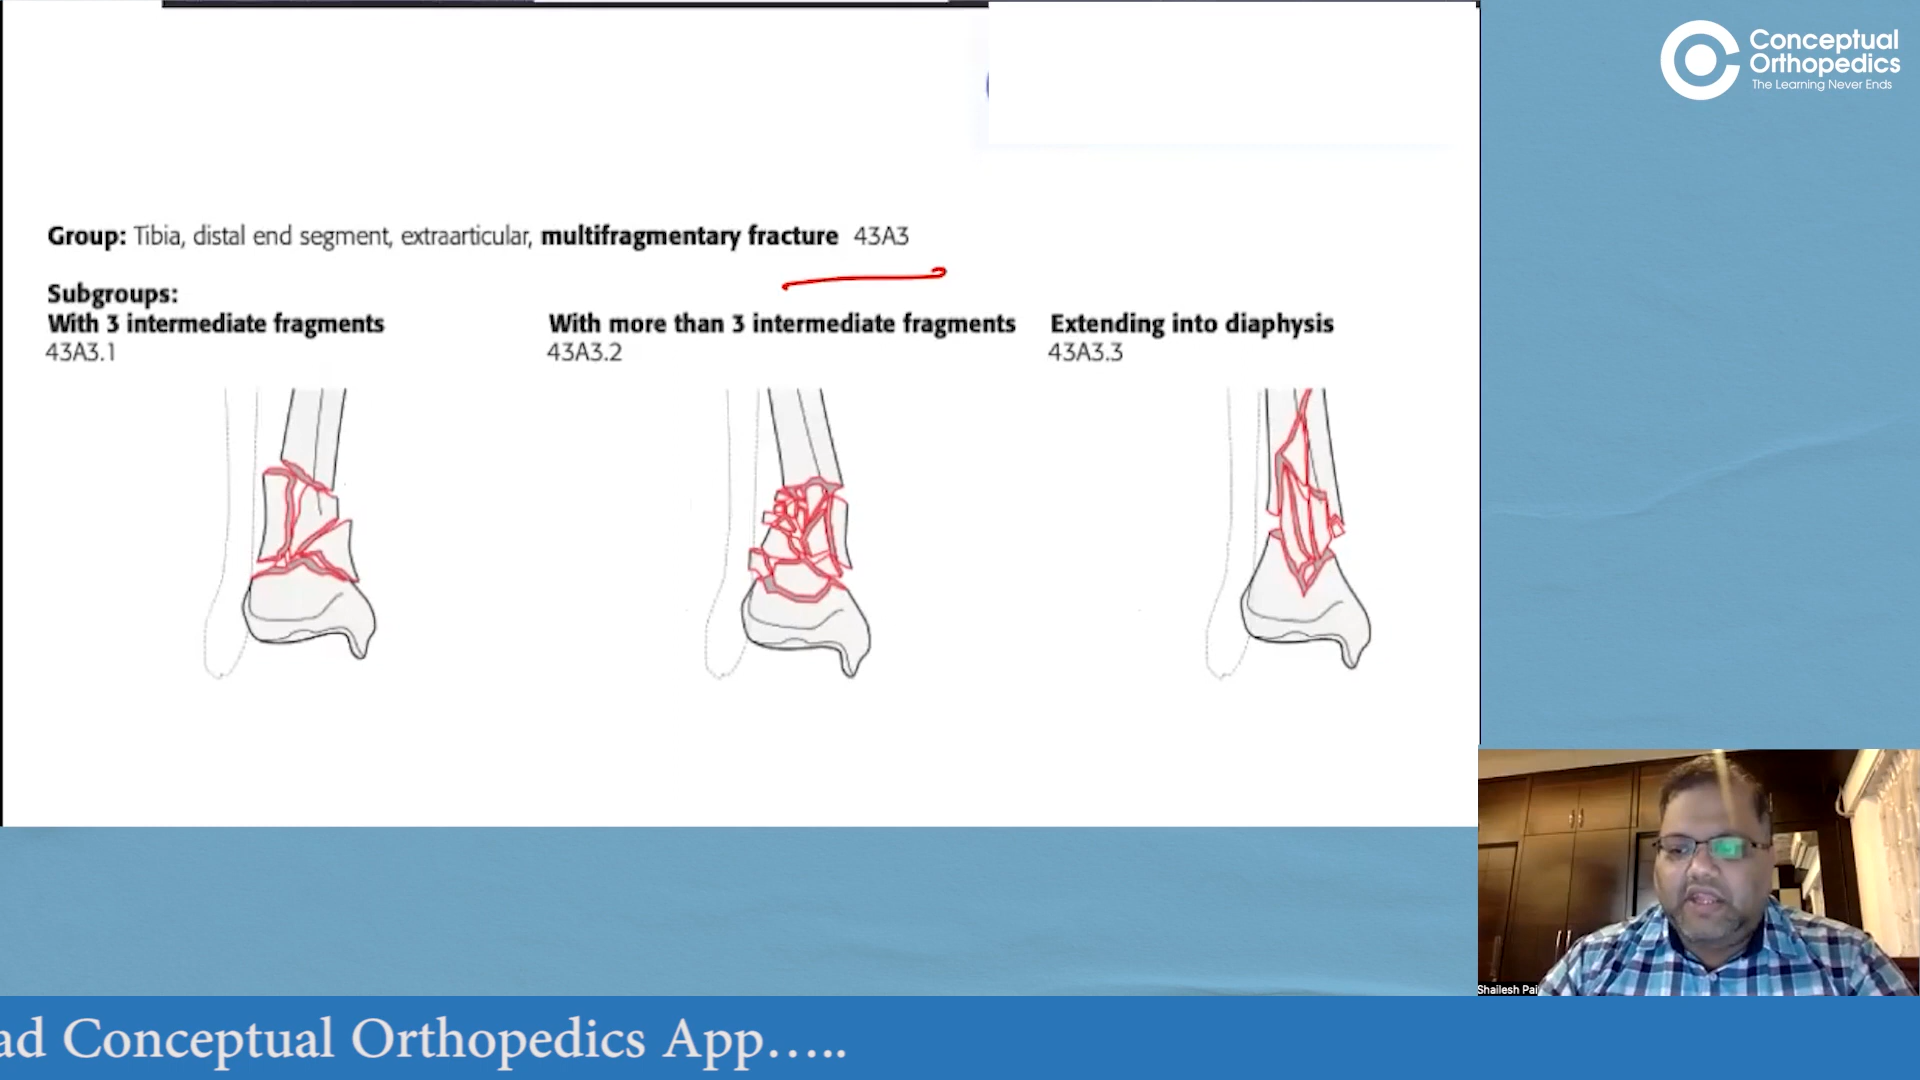 Conceptual
Orthopedics
The Learning Never Ends
Group: Tibia, distal end segment, extraarticular, multifragmentary fracture 43A3
Subgroups:
With 3 intermediate fragments
43A3.1
With more than 3 intermediate fragments
43A3.2
Extending into diaphysis
43A3.3
Shailesh Pai
ad Conceptual Orthopedics App.....